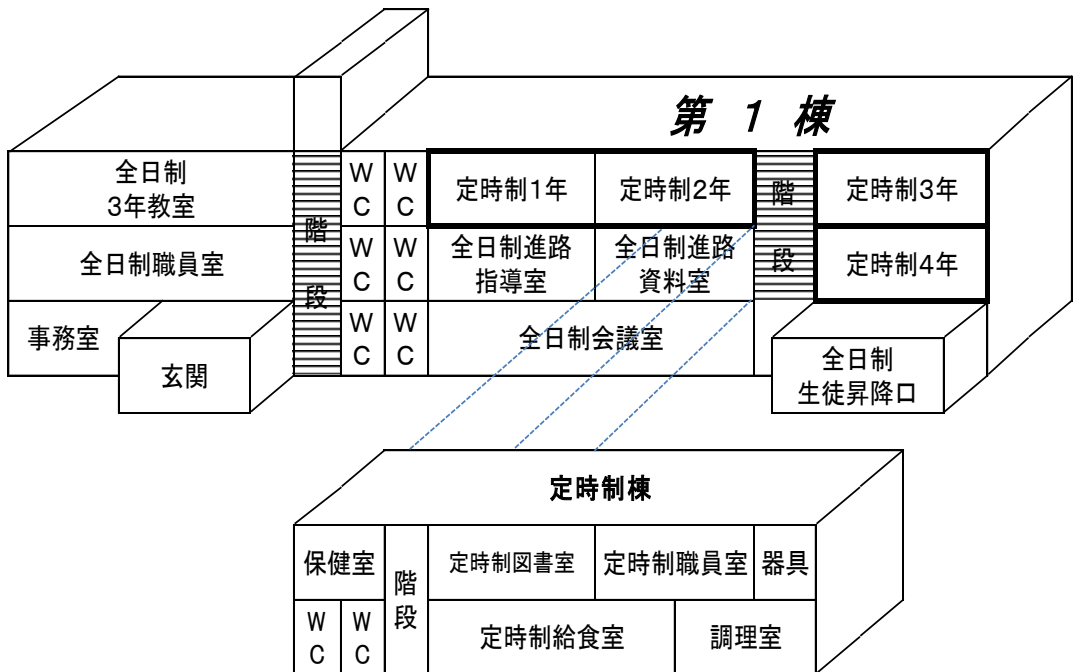 第 1 棟
全日制
3年教室
階
段
W
C
W
C
定時制1年
定時制2年
階
段
定時制3年
全日制職員室
W
C
W
C
全日制進路
指導室
全日制進路
資料室
定時制4年
事務室
玄関
W
C
W
C
全日制会議室
全日制
生徒昇降口
定時制棟
保健室
階
段
定時制図書室
定時制職員室
器具
W
C
W
C
定時制給食室
調理室